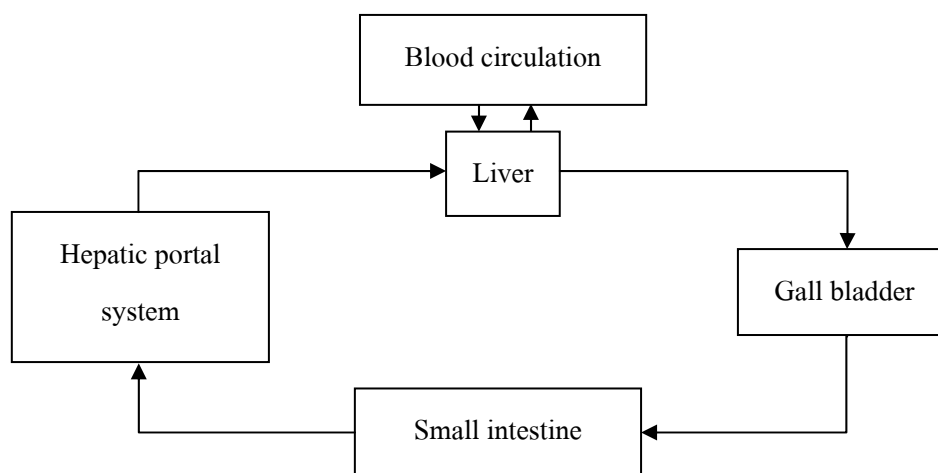 Blood circulation
Liver
Hepatic portal
system
Gall bladder
Small intestine